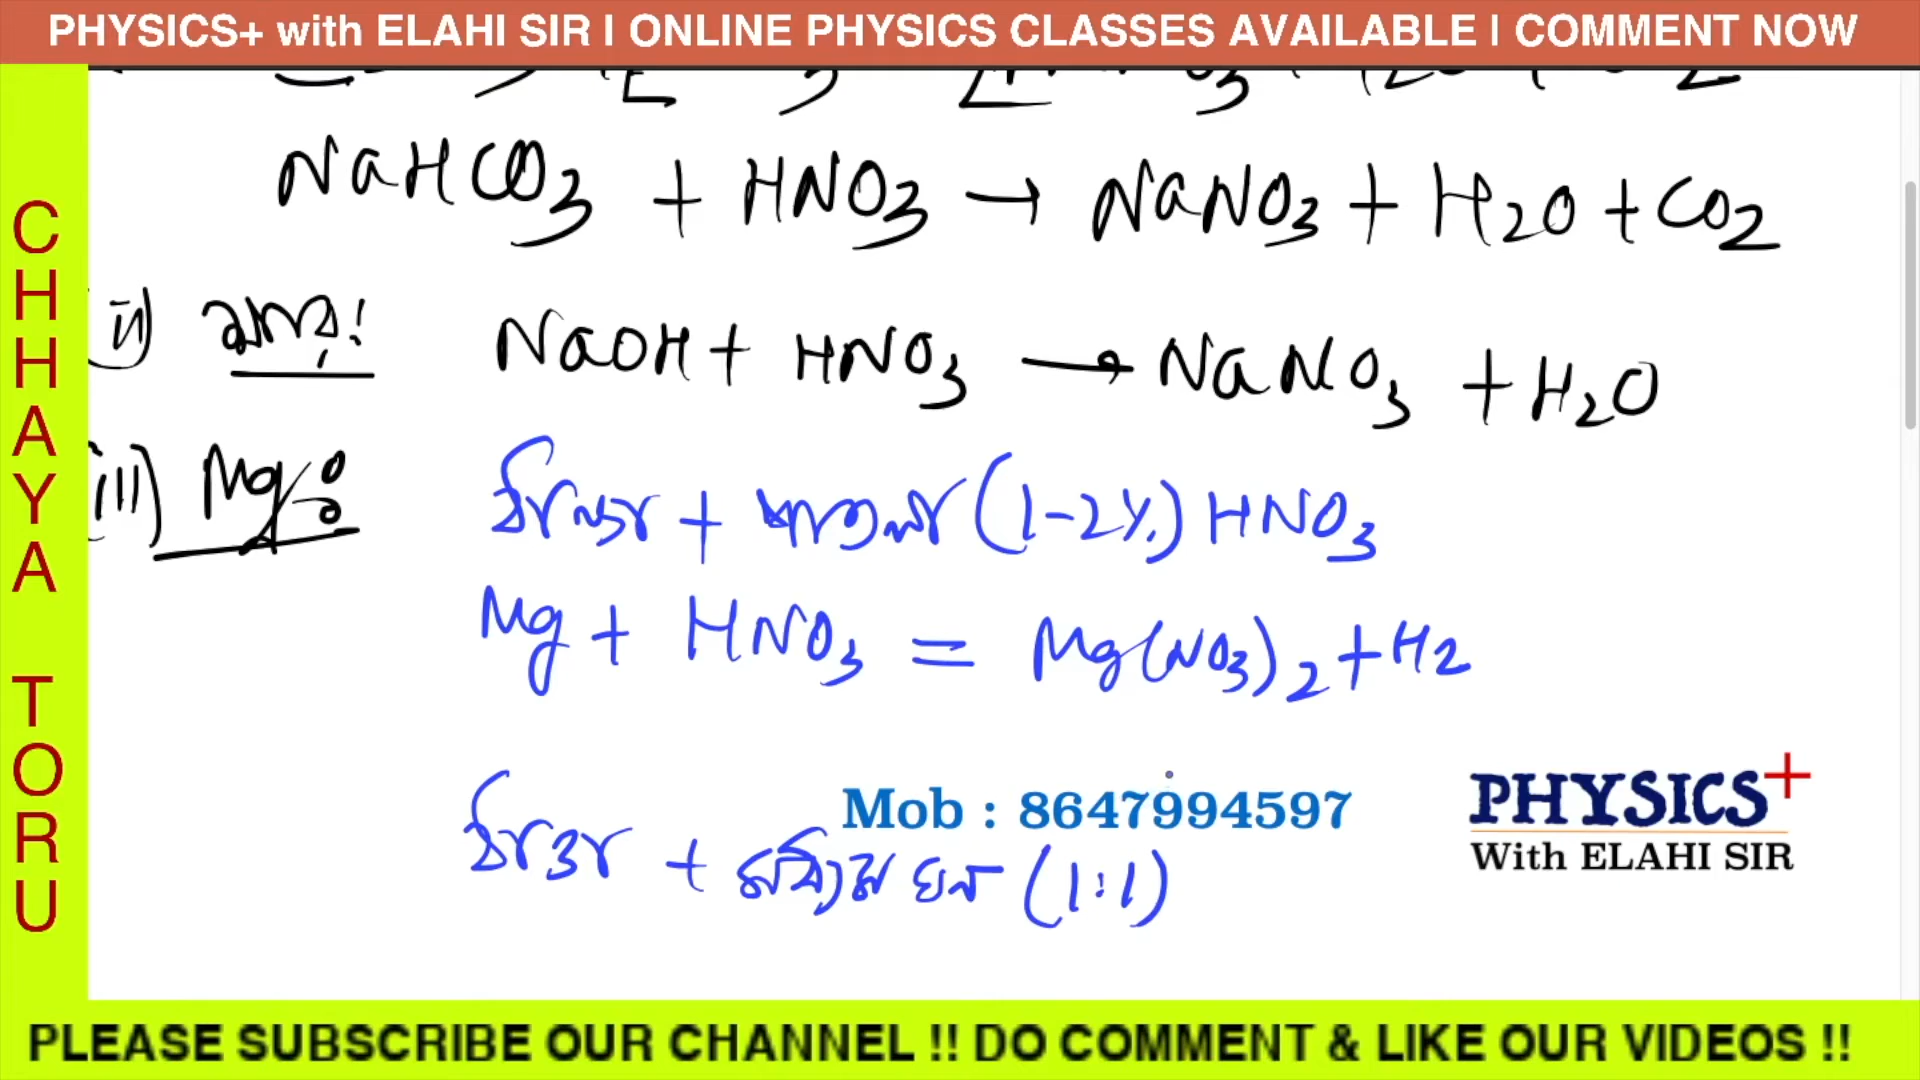 PHYSICS+ with ELAHI SIR I ONLINE PHYSICS CLASSES AVAILABLE I COMMENT NOW
CHHAYA TORU
NaHCO3 + HNO3 → NaNO3 + H2O + CO2
(ii) NaOH + HNO3 → NaNO3 + H2O
(iii) Mg:
+ (1-2%) HNO3
Mg + HNO3 = Mg(NO3)2 + H2
Mob : 8647994597
PHYSICS+
With ELAHI SIR
+ ঘন (1:1)
PLEASE SUBSCRIBE OUR CHANNEL !! DO COMMENT & LIKE OUR VIDEOS !!